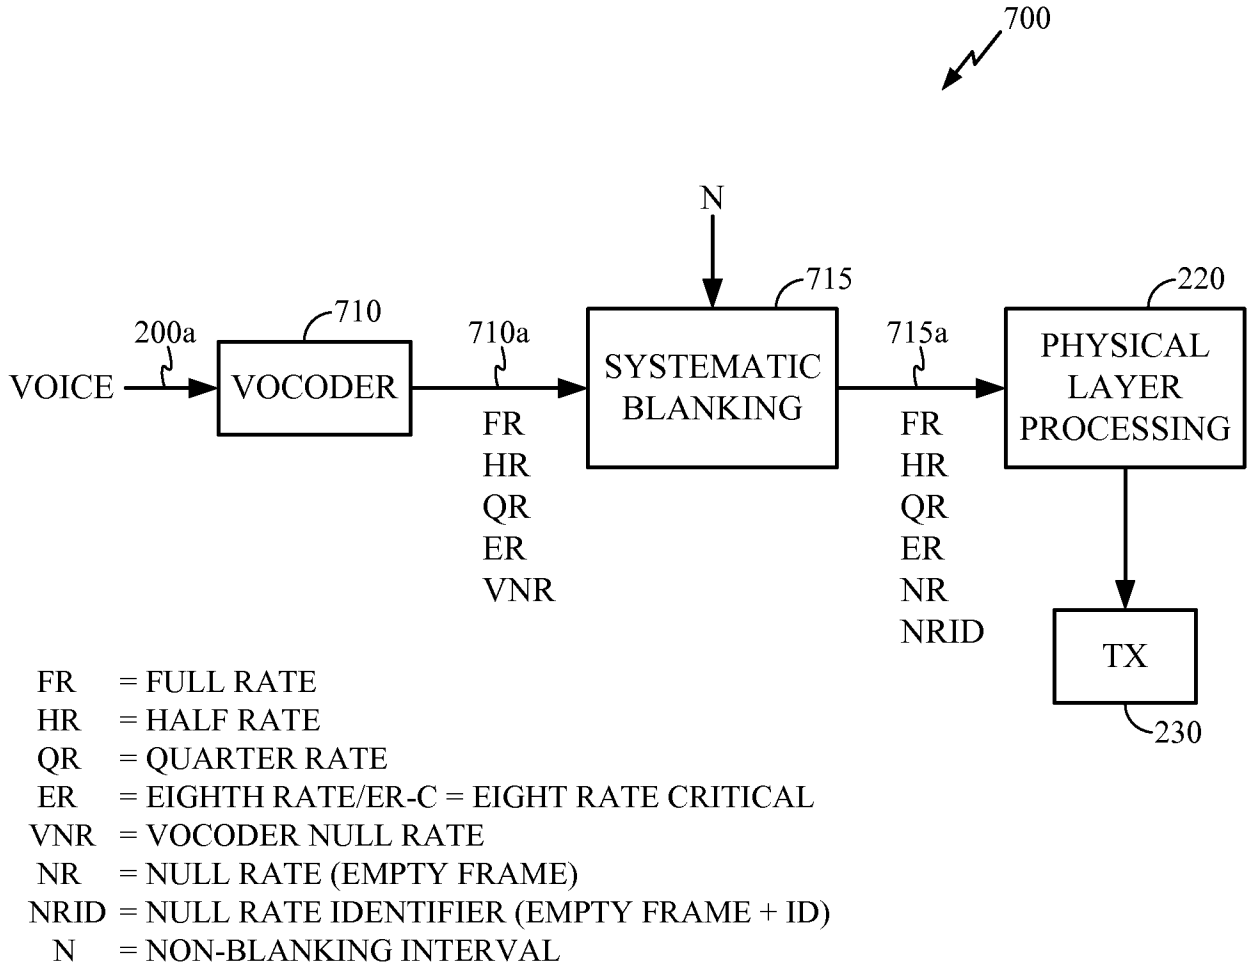 700
N
715
220
710
200a
710a
715a
VOICE
VOCODER
SYSTEMATIC
BLANKING
PHYSICAL
LAYER
PROCESSING
FR
HR
QR
ER
VNR
FR
HR
QR
ER
NR
NRID
TX
230
FR = FULL RATE
HR = HALF RATE
QR = QUARTER RATE
ER = EIGHTH RATE/ER-C = EIGHT RATE CRITICAL
VNR = VOCODER NULL RATE
NR = NULL RATE (EMPTY FRAME)
NRID = NULL RATE IDENTIFIER (EMPTY FRAME + ID)
N = NON-BLANKING INTERVAL